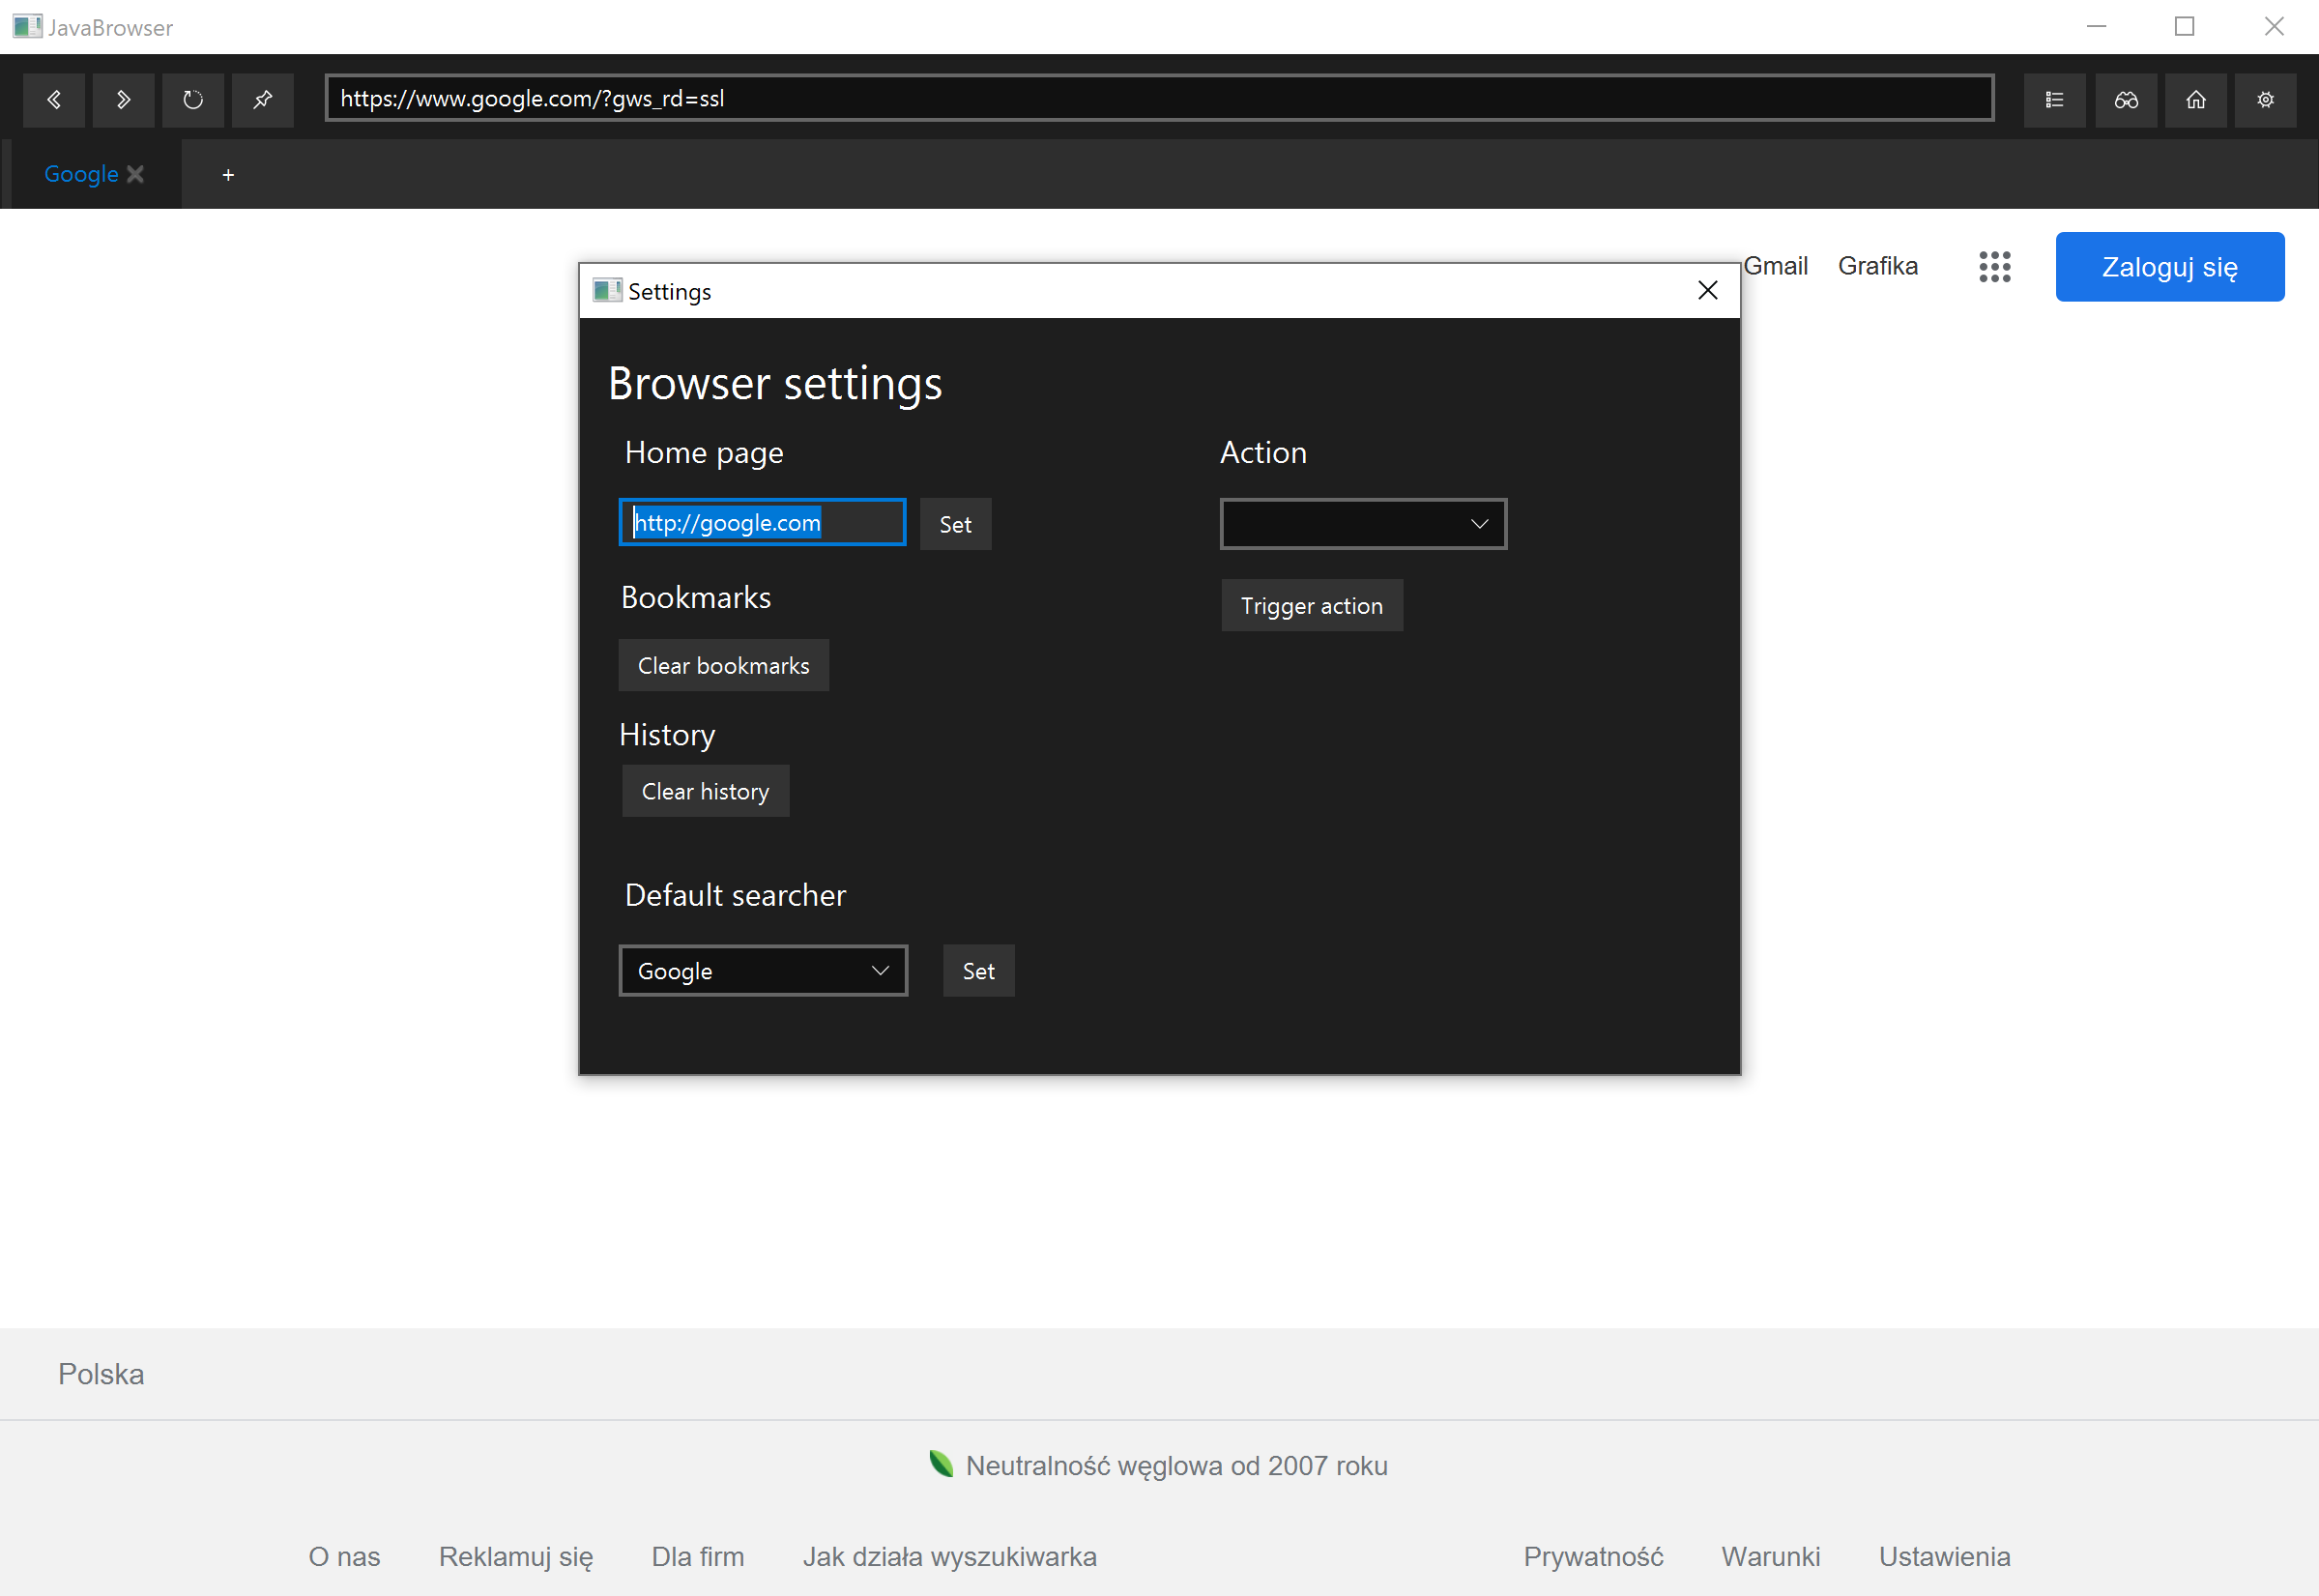 JavaBrowser
https://www.google.com/?gws_rd=ssl
Google +
Gmail Grafika Zaloguj się
Settings
Browser settings
Home page
http://google.com Set
Bookmarks
Clear bookmarks
History
Clear history
Default searcher
Google Set
Action
Trigger action
Polska
Neutralność węglowa od 2007 roku
O nas Reklamuj się Dla firm Jak działa wyszukiwarka Prywatność Warunki Ustawienia